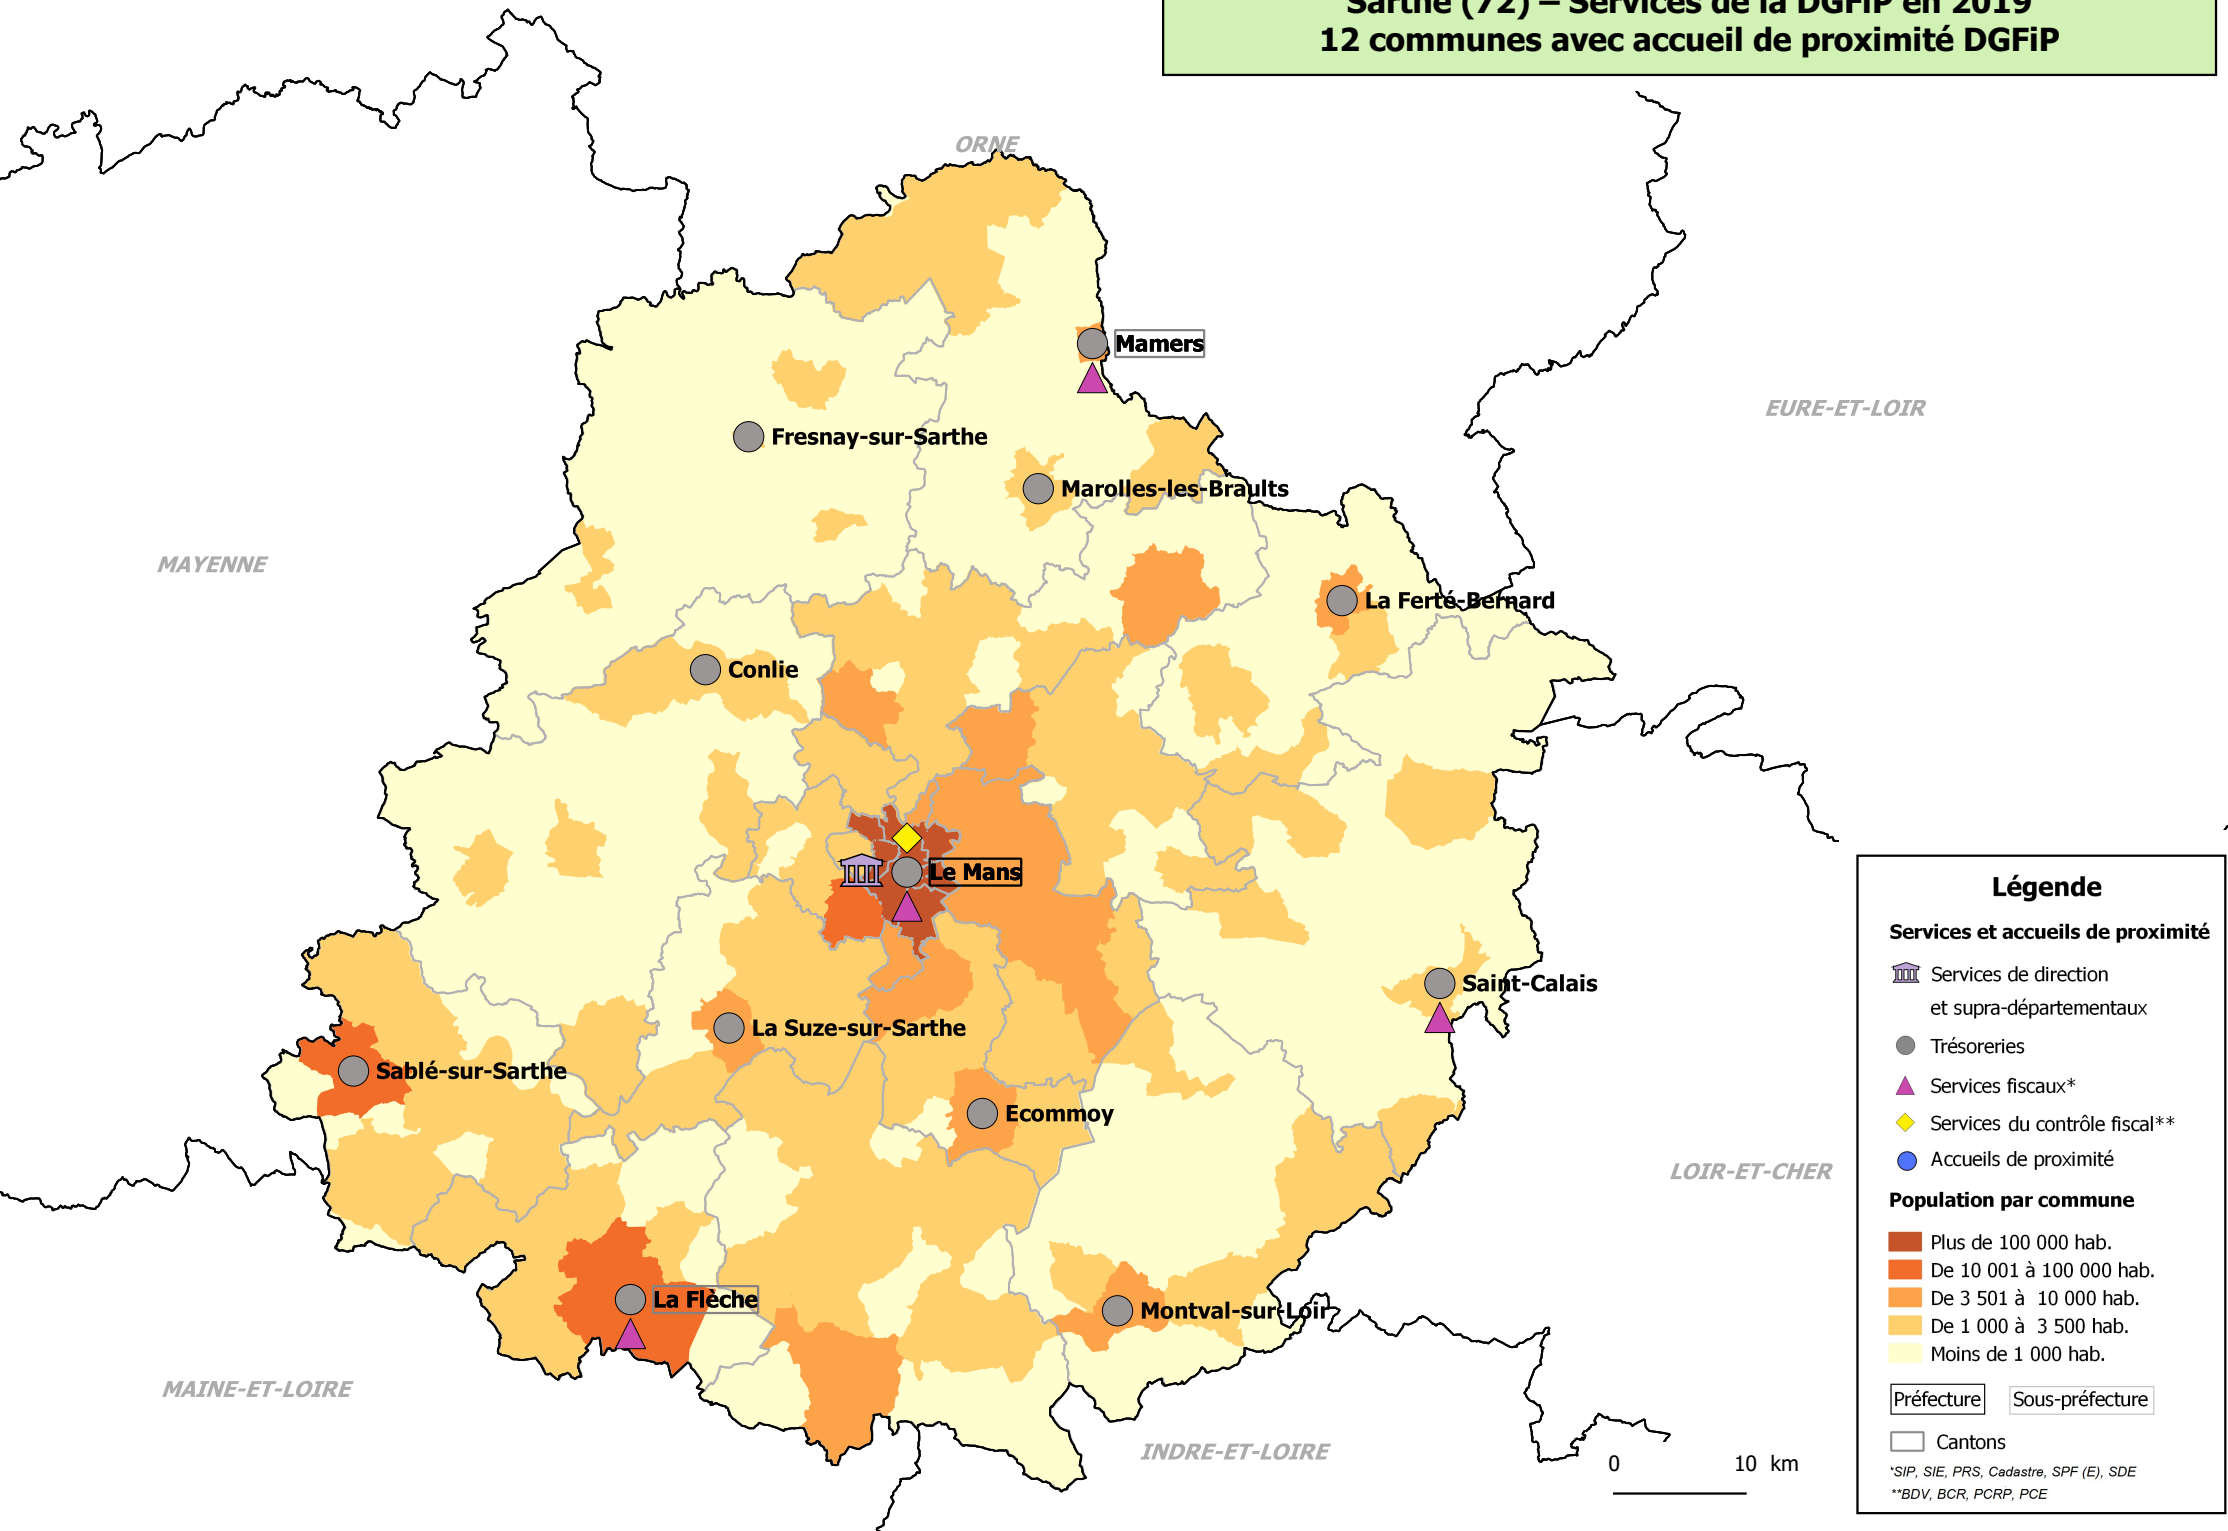 Sarthe (72) – Services de la DGFiP en 2019
12 communes avec accueil de proximité DGFiP
ORNE
Mamers
EURE-ET-LOIR
Fresnay-sur-Sarthe
Marolles-les-Braults
MAYENNE
La Ferté-Bernard
Conlie
Le Mans
Saint-Calais
La Suze-sur-Sarthe
Sablé-sur-Sarthe
Ecommoy
LOIR-ET-CHER
La Flèche
Montval-sur-Loir
MAINE-ET-LOIRE
INDRE-ET-LOIRE
0 10 km
Légende
Services et accueils de proximité
Services de direction
et supra-départementaux
Trésoreries
Services fiscaux*
Services du contrôle fiscal**
Accueils de proximité
Population par commune
Plus de 100 000 hab.
De 10 001 à 100 000 hab.
De 3 501 à 10 000 hab.
De 1 000 à 3 500 hab.
Moins de 1 000 hab.
Préfecture Sous-préfecture
Cantons
*SIP, SIE, PRS, Cadastre, SPF (E), SDE
**BDV, BCR, PCRP, PCE